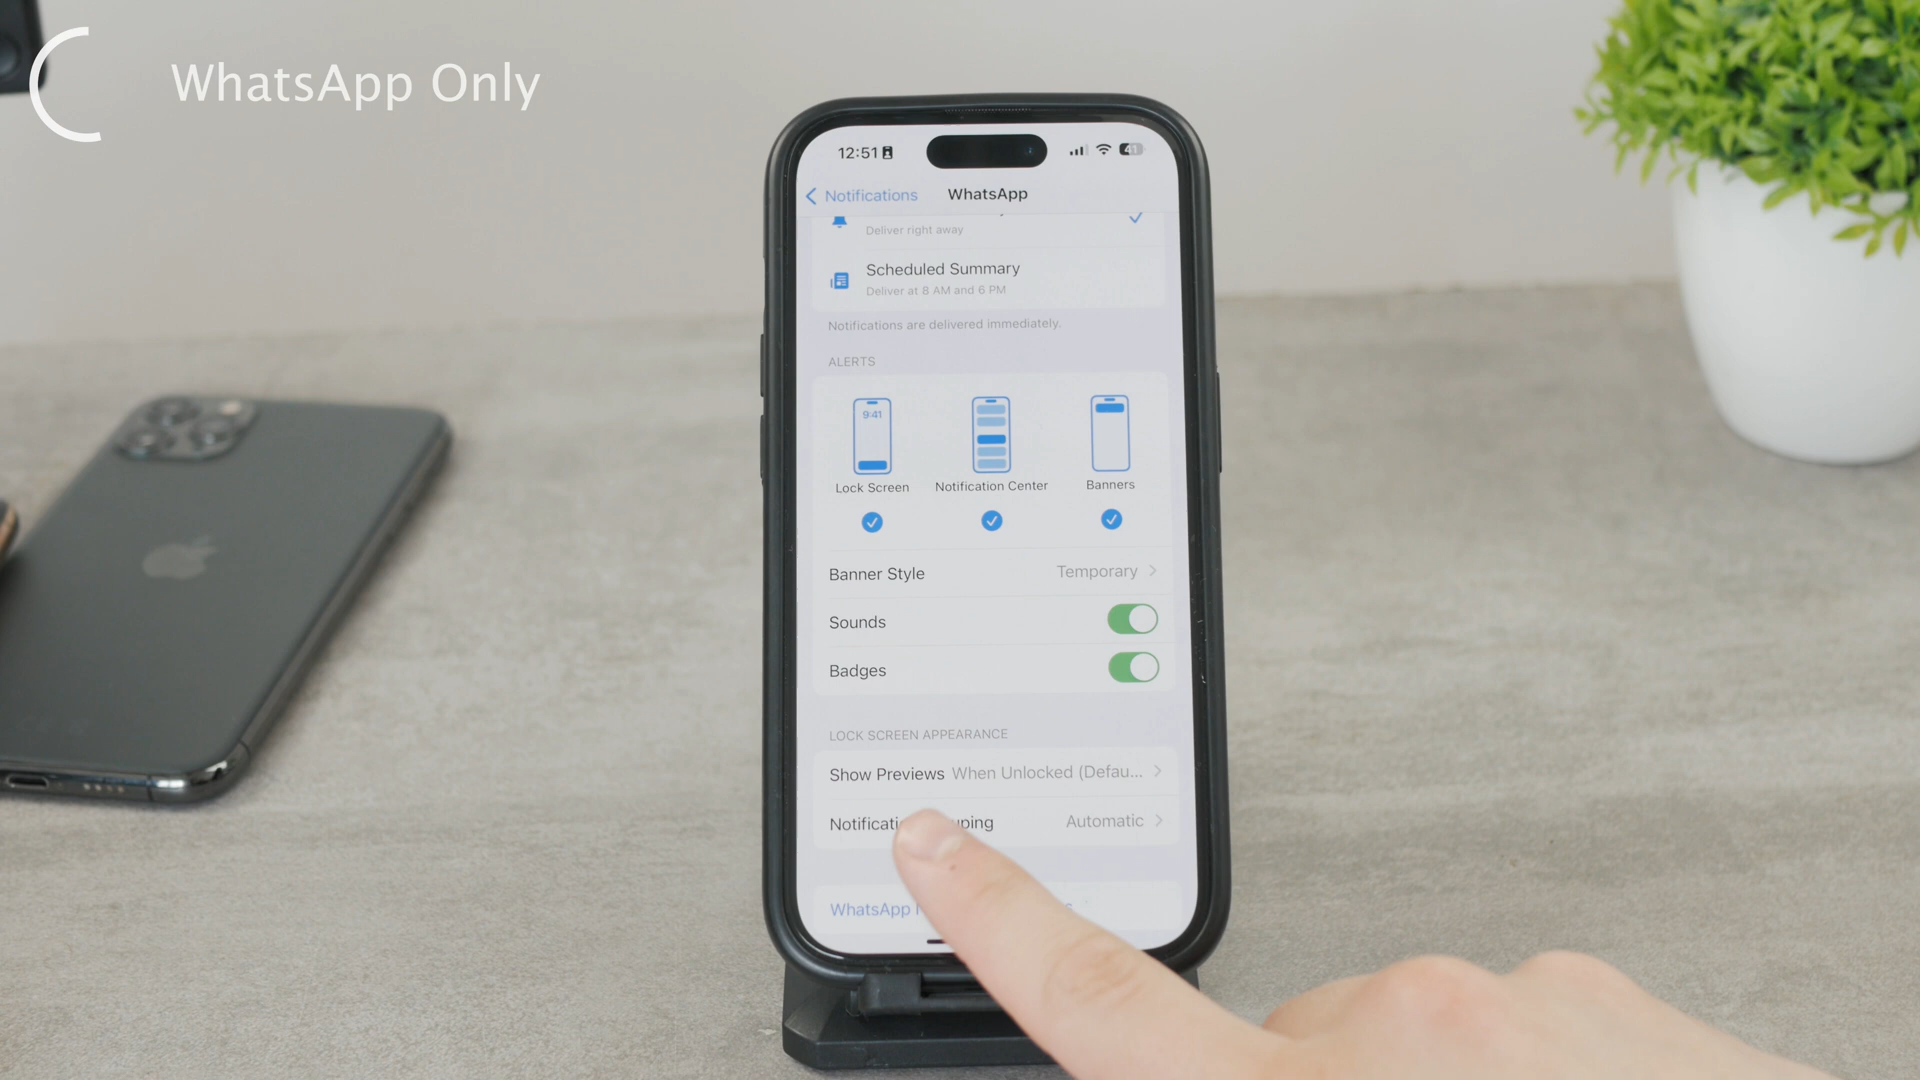 WhatsApp Only
12:51
41
Notifications
WhatsApp
Deliver right away
Scheduled Summary
Deliver at 8 AM and 6 PM
Notifications are delivered immediately.
ALERTS
9:41
Lock Screen
Notification Center
Banners
Banner Style Temporary
Sounds
Badges
LOCK SCREEN APPEARANCE
Show Previews When Unlocked (Defau...
Automatic
WhatsApp